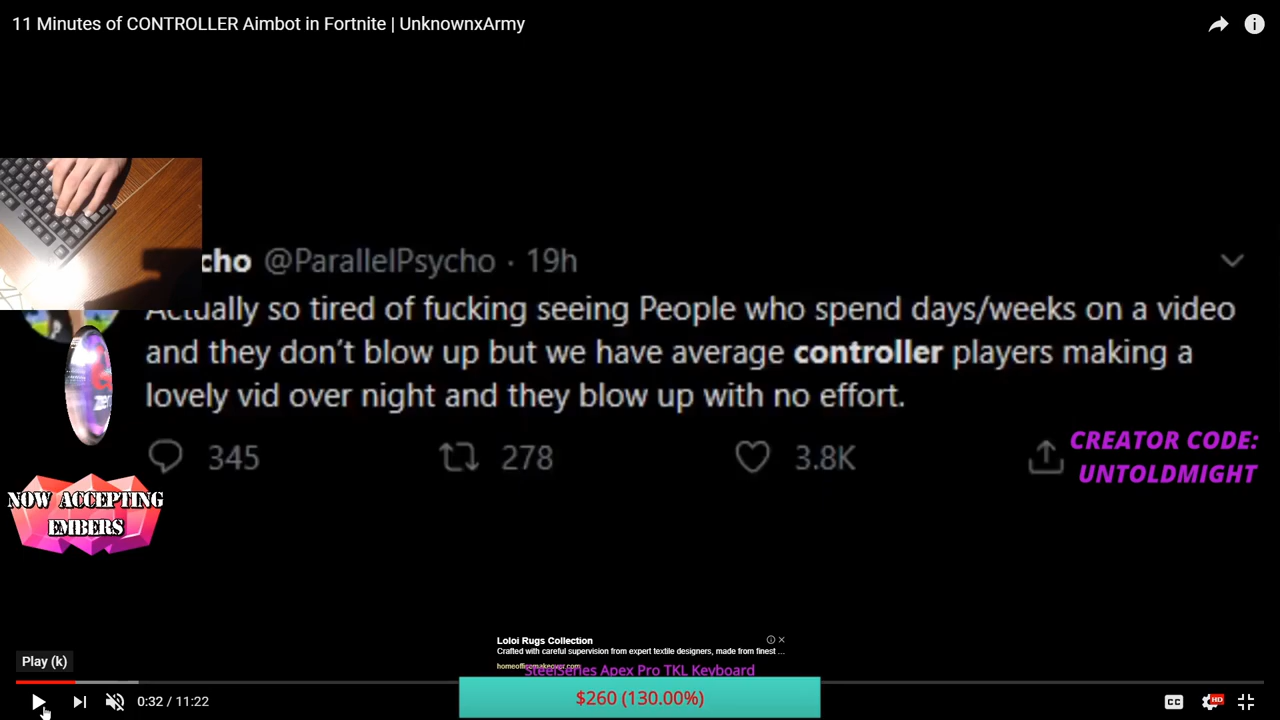 11 Minutes of CONTROLLER Aimbot in Fortnite | UnknownxArmy
cho @ParallelPsycho · 19h
Actually so tired of fucking seeing People who spend days/weeks on a video
and they don't blow up but we have average controller players making a
lovely vid over night and they blow up with no effort.
345 278 3.8K
CREATOR CODE:
UNTOLDMIGHT
NOW ACCEPTING
EMBERS
Loloi Rugs Collection
Crafted with careful supervision from expert textile designers, made from finest ...
homeofficemakeover.com
SteelSeries Apex Pro TKL Keyboard
$260 (130.00%)
Play (k)
0:32 / 11:22
CC
HD